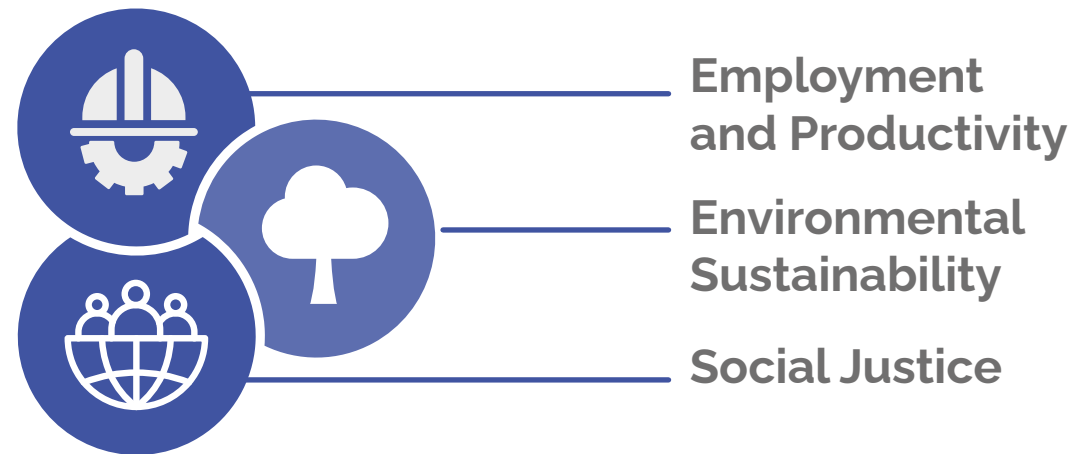 Employment
and Productivity
Environmental
Sustainability
Social Justice